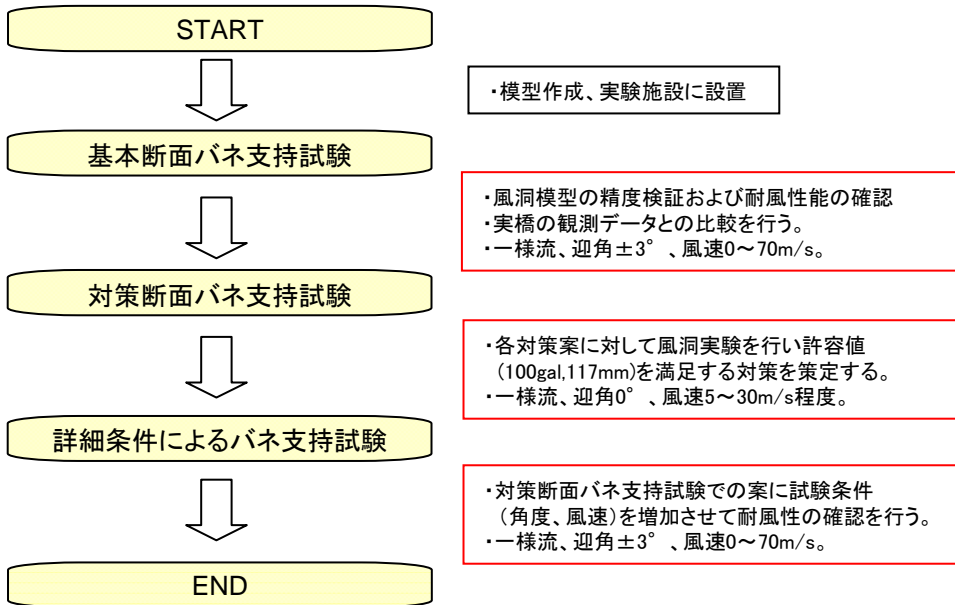 START
・模型作成、実験施設に設置
基本断面バネ支持試験
・風洞模型の精度検証および耐風性能の確認
・実橋の観測データとの比較を行う。
・一様流、迎角±3°、風速0～70m/s。
対策断面バネ支持試験
・各対策案に対して風洞実験を行い許容値
(100gal,117mm)を満足する対策を策定する。
・一様流、迎角0°、風速5～30m/s程度。
詳細条件によるバネ支持試験
・対策断面バネ支持試験での案に試験条件
（角度、風速）を増加させて耐風性の確認を行う。
・一様流、迎角±3°、風速0～70m/s。
END